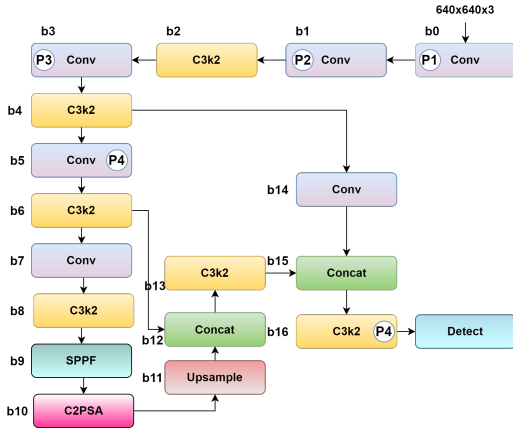 640x640x3
b3
b2
b1
b0
P3 Conv
C3k2
P2 Conv
P1 Conv
b4
C3k2
b5
Conv P4
b14
Conv
b6
C3k2
b7
Conv
b13
C3k2
b15
Concat
b8
C3k2
b12
Concat
b16
C3k2 P4
Detect
b9
SPPF
b11
Upsample
b10
C2PSA